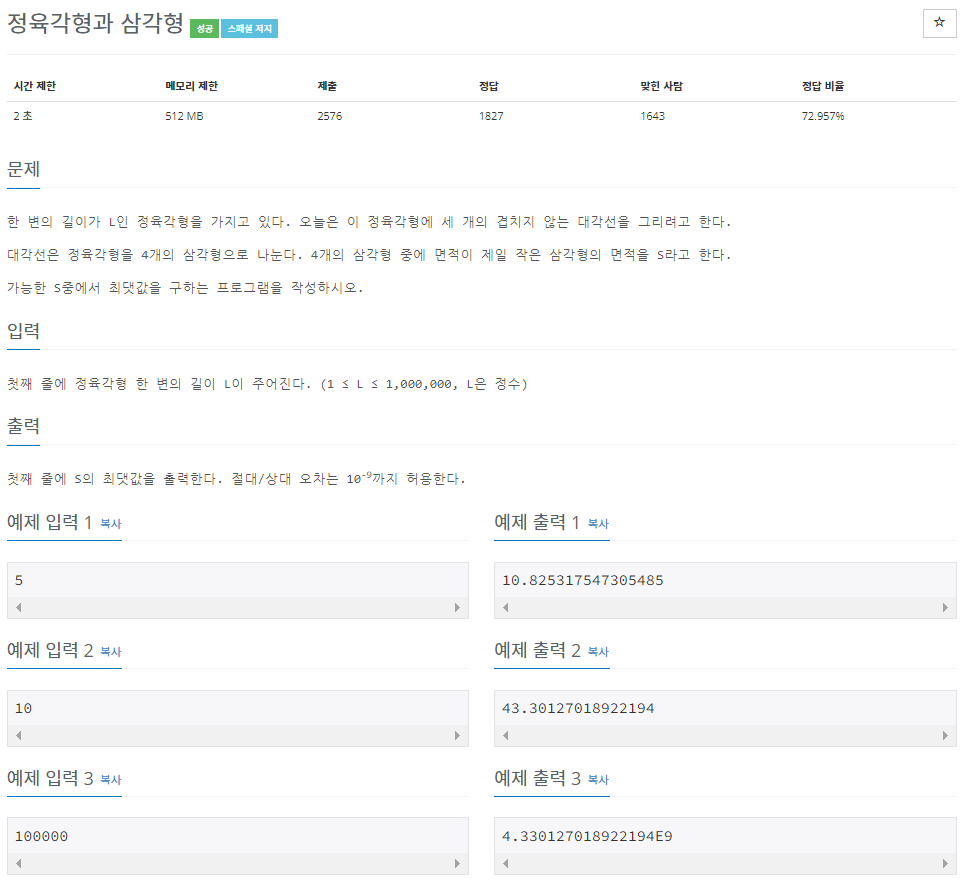 정육각형과 삼각형 성공 스페셜 저지
☆
시간 제한 메모리 제한 제출 정답 맞힌 사람 정답 비율
2 초 512 MB 2576 1827 1643 72.957%
문제
한 변의 길이가 L인 정육각형을 가지고 있다. 오늘은 이 정육각형에 세 개의 겹치지 않는 대각선을 그리려고 한다.
대각선은 정육각형을 4개의 삼각형으로 나눈다. 4개의 삼각형 중에 면적이 제일 작은 삼각형의 면적을 S라고 한다.
가능한 S중에서 최댓값을 구하는 프로그램을 작성하시오.
입력
첫째 줄에 정육각형 한 변의 길이 L이 주어진다. (1 ≤ L ≤ 1,000,000, L은 정수)
출력
첫째 줄에 S의 최댓값을 출력한다. 절대/상대 오차는 10-9까지 허용한다.
예제 입력 1 복사
5
예제 출력 1 복사
10.825317547305485
예제 입력 2 복사
10
예제 출력 2 복사
43.30127018922194
예제 입력 3 복사
100000
예제 출력 3 복사
4.330127018922194E9